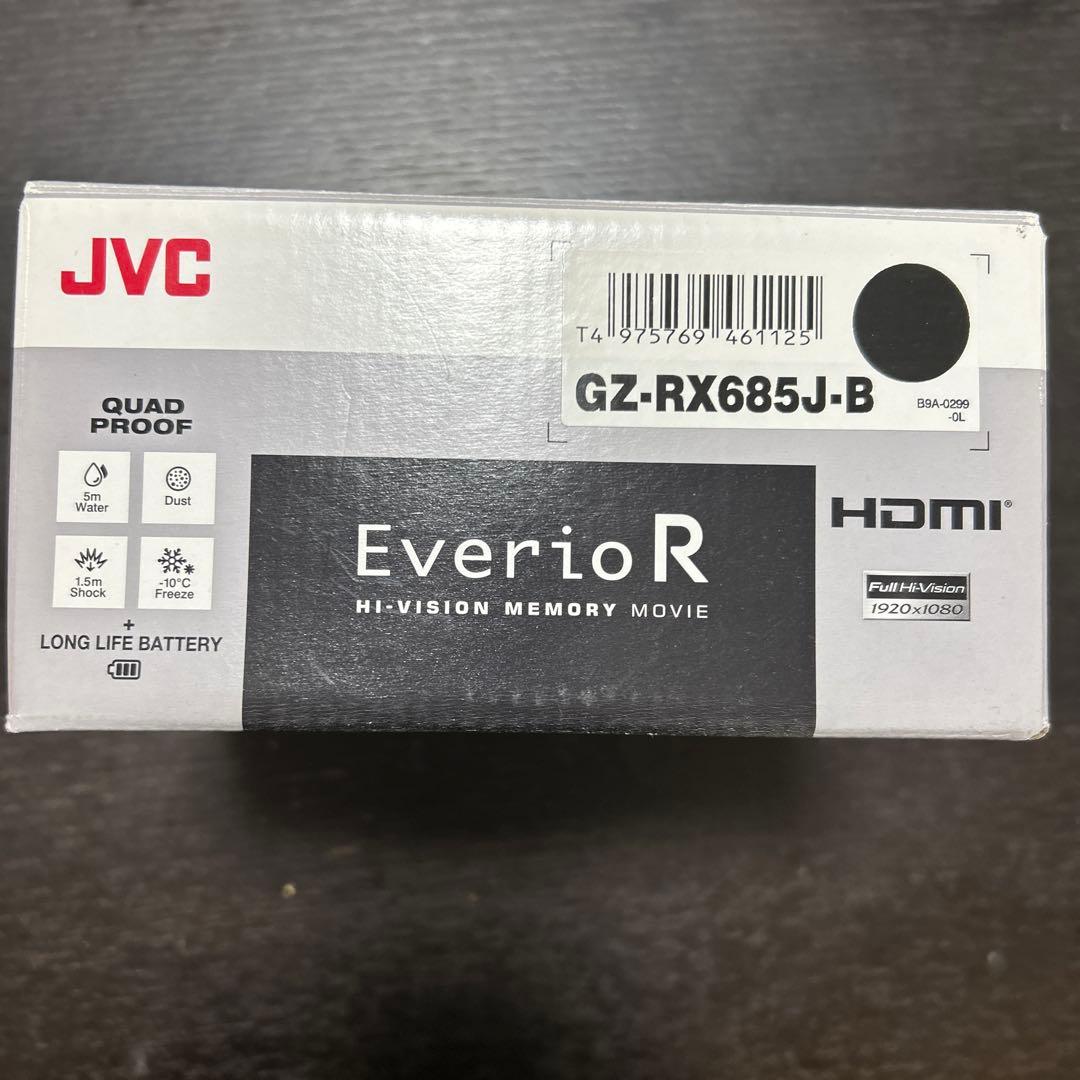 JVC
T4 975769 461125
GZ-RX685J-B
B9A-0299
-0L
QUAD
PROOF
5m
Water
Dust
1.5m
Shock
-10°C
Freeze
+
LONG LIFE BATTERY
Everio R
HI-VISION MEMORY MOVIE
HDMI®
Full Hi-Vision
1920x1080